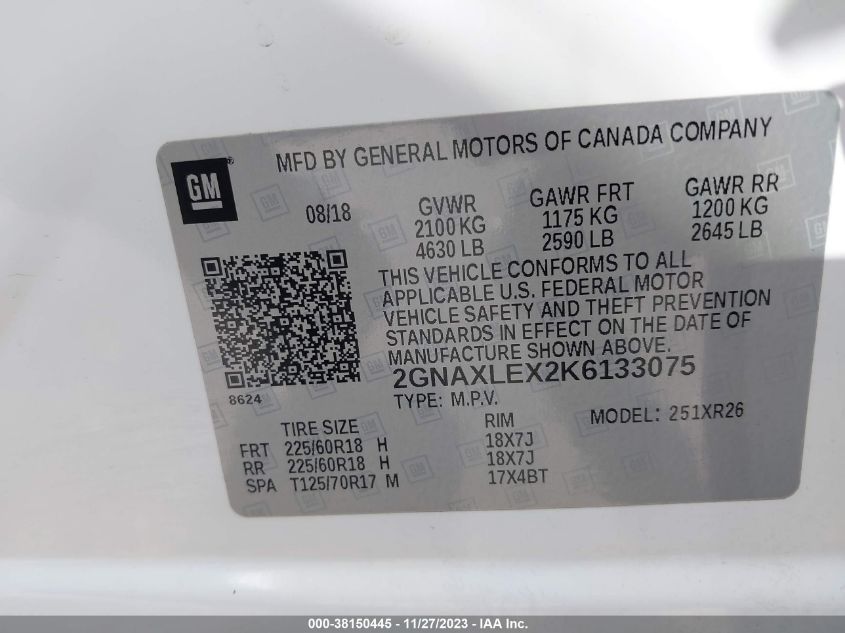 MFD BY GENERAL MOTORS OF CANADA COMPANY
GM ®
08/18
GVWR
2100 KG
4630 LB
GAWR FRT
1175 KG
2590 LB
GAWR RR
1200 KG
2645 LB
THIS VEHICLE CONFORMS TO ALL
APPLICABLE U.S. FEDERAL MOTOR
VEHICLE SAFETY AND THEFT PREVENTION
STANDARDS IN EFFECT ON THE DATE OF
MANUFACTURE SHOWN ABOVE.
8624
2GNAXLEX2K6133075
TYPE: M.P.V.
MODEL: 251XR26
TIRE SIZE RIM
FRT 225/60R18 H 18X7J
RR 225/60R18 H 18X7J
SPA T125/70R17 M 17X4BT
000-38150445 - 11/27/2023 - IAA Inc.